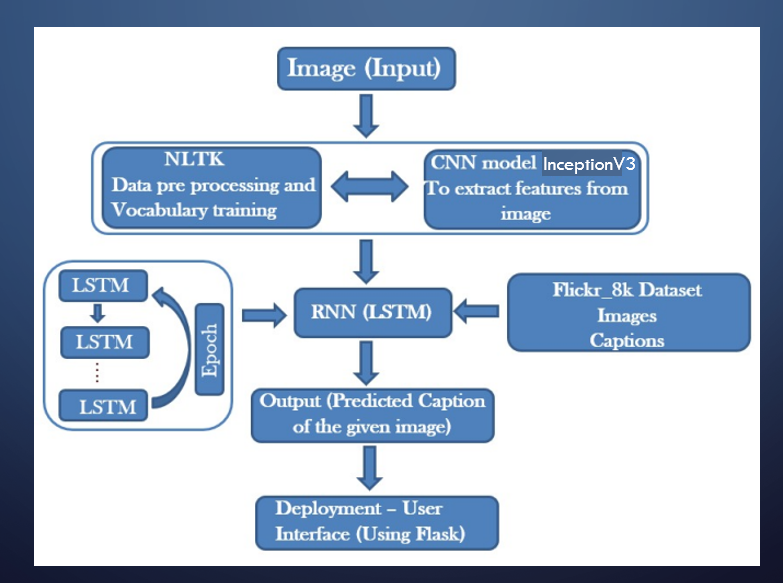 Image (Input)
NLTK
Data pre processing and
Vocabulary training
CNN model InceptionV3
To extract features from
image
LSTM
LSTM
LSTM
Epoch
RNN (LSTM)
Flickr_8k Dataset
Images
Captions
Output (Predicted Caption
of the given image)
Deployment – User
Interface (Using Flask)